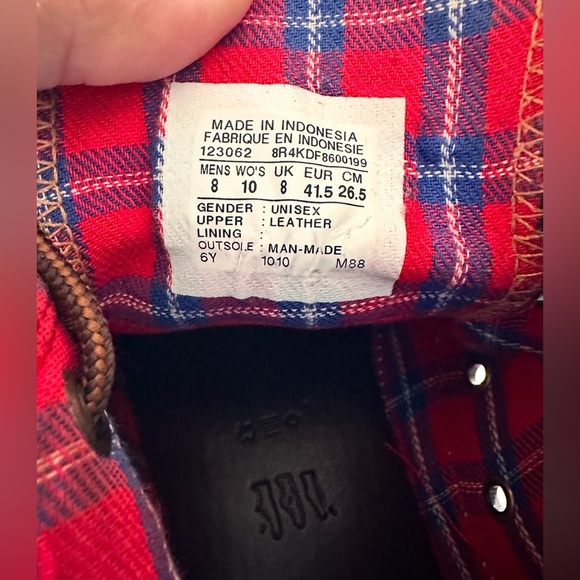 MADE IN INDONESIA
FABRIQUE EN INDONESIE
123062 8R4KDF8600199
MENS WO'S UK EUR CM
8 10 8 41.5 26.5
GENDER : UNISEX
UPPER : LEATHER
LINING :
OUTSOLE : MAN-MADE
6Y 1010 M88